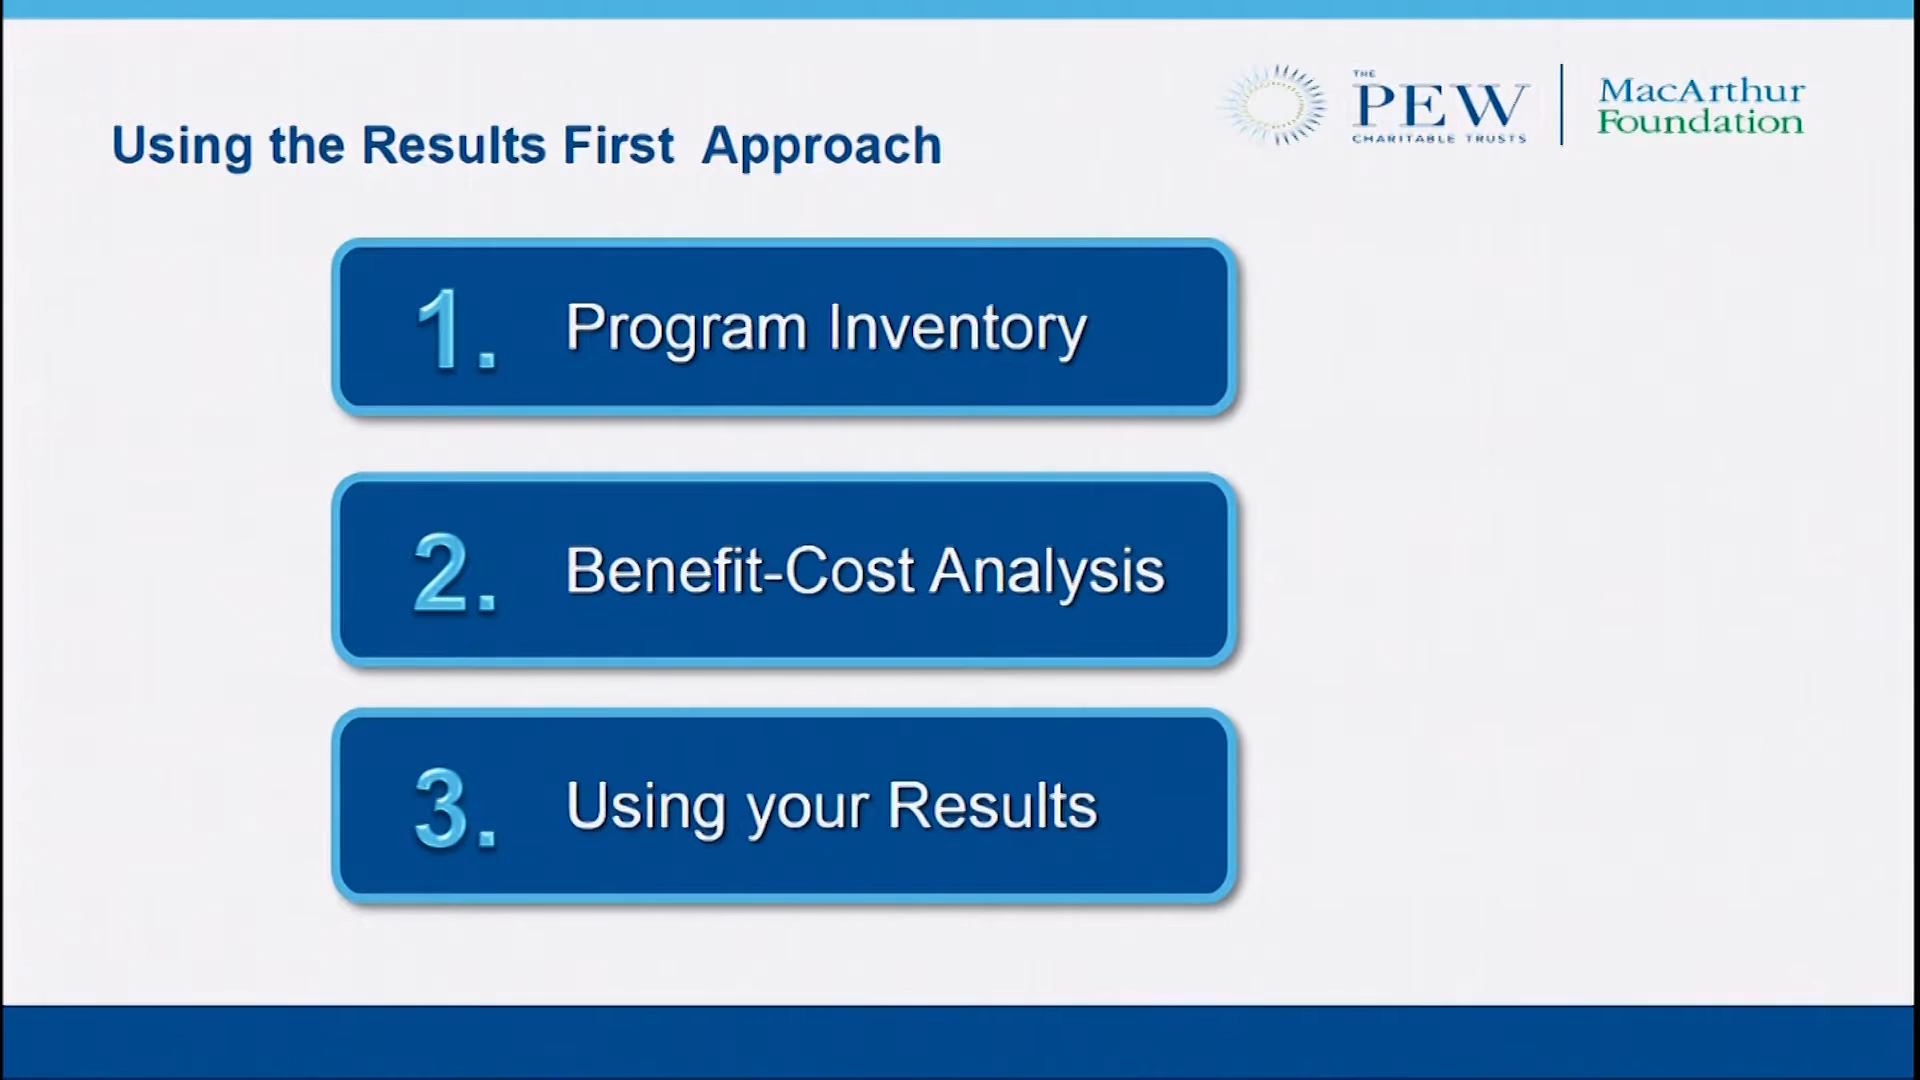 THE
PEW
CHARITABLE TRUSTS
MacArthur
Foundation
Using the Results First Approach
1. Program Inventory
2. Benefit-Cost Analysis
3. Using your Results